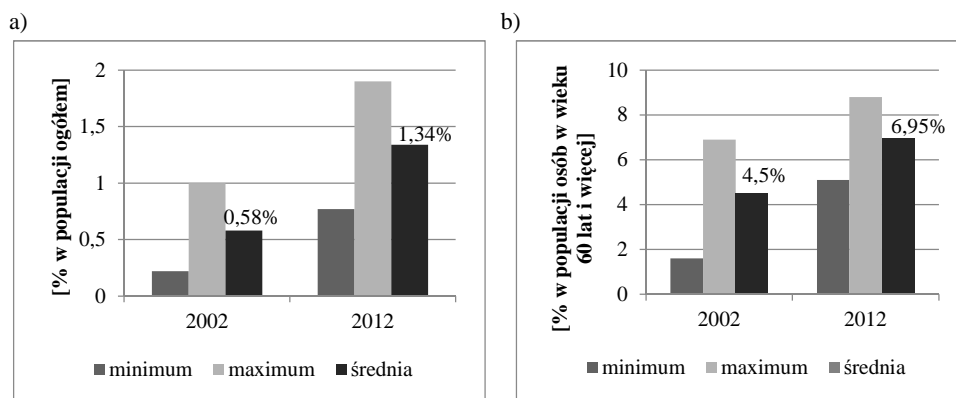 a)
[% w populacji ogółem]
2
1,5
1
0,5
0
1,34%
0,58%
2002 2012
minimum maximum średnia
b)
[% w populacji osób w wieku
60 lat i więcej]
10
8
6
4
2
0
6,95%
4,5%
2002 2012
minimum maximum średnia